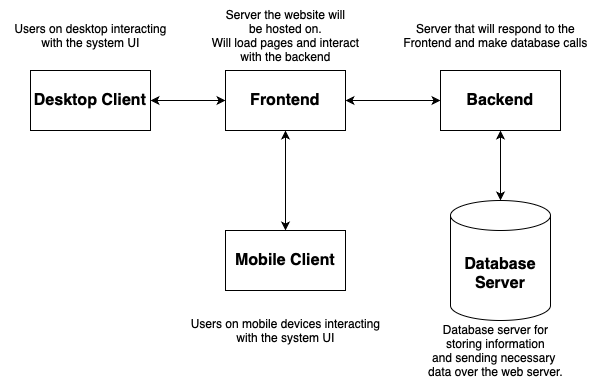 Users on desktop interacting
with the system UI
Server the website will
be hosted on.
Will load pages and interact
with the backend
Server that will respond to the
Frontend and make database calls
Desktop Client
Frontend
Backend
Mobile Client
Database
Server
Users on mobile devices interacting
with the system UI
Database server for
storing information
and sending necessary
data over the web server.